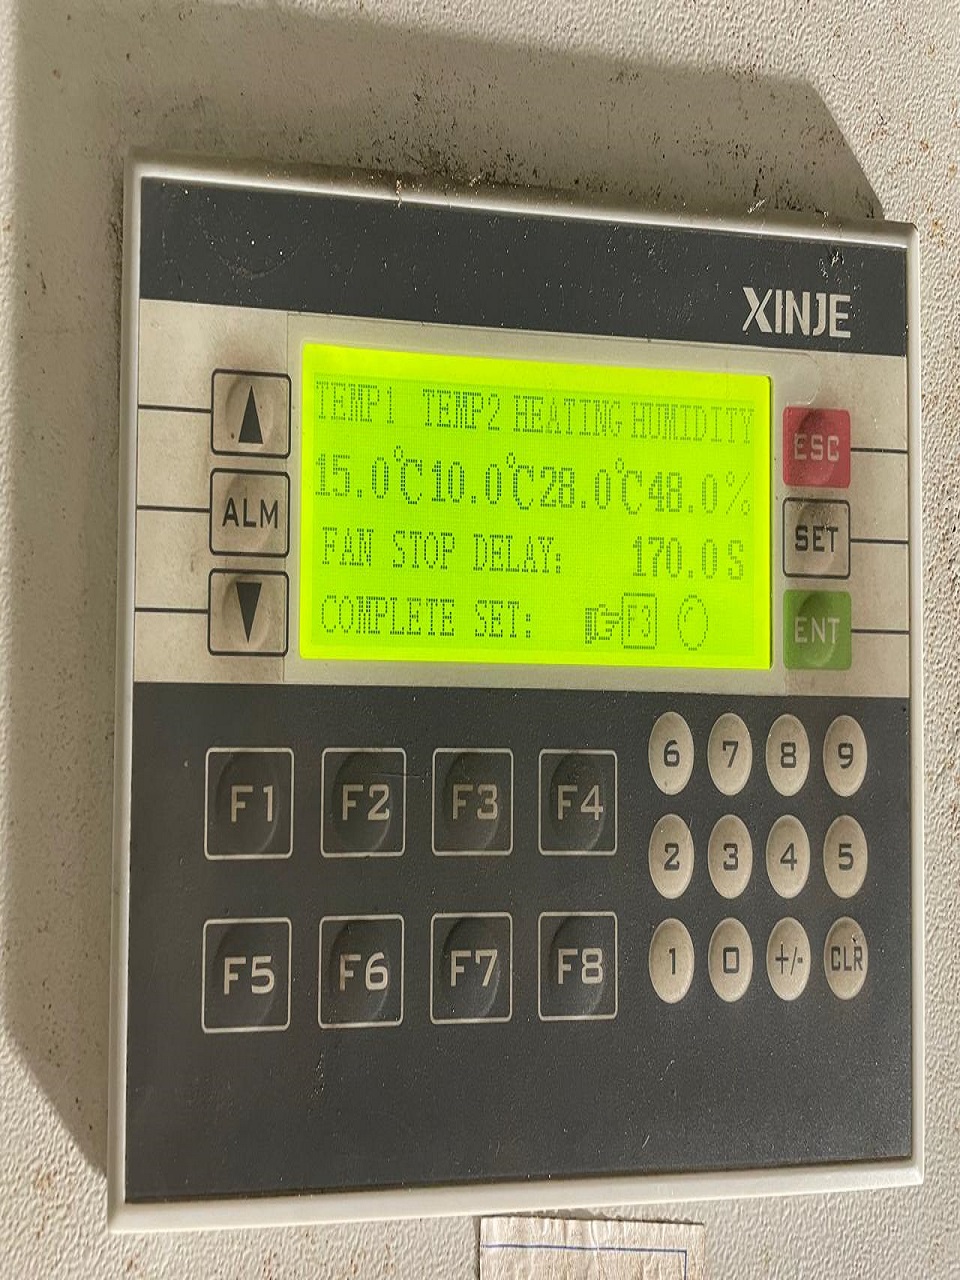 XINJE
TEMP1 TEMP2 HEATING HUMIDITY
15.0℃10.0℃28.0℃48.0%
FAN STOP DELAY: 170.0S
COMPLETE SET: F3
ALM
ESC
SET
ENT
F1 F2 F3 F4
F5 F6 F7 F8
6 7 8 9
2 3 4 5
1 0 +/- CLR